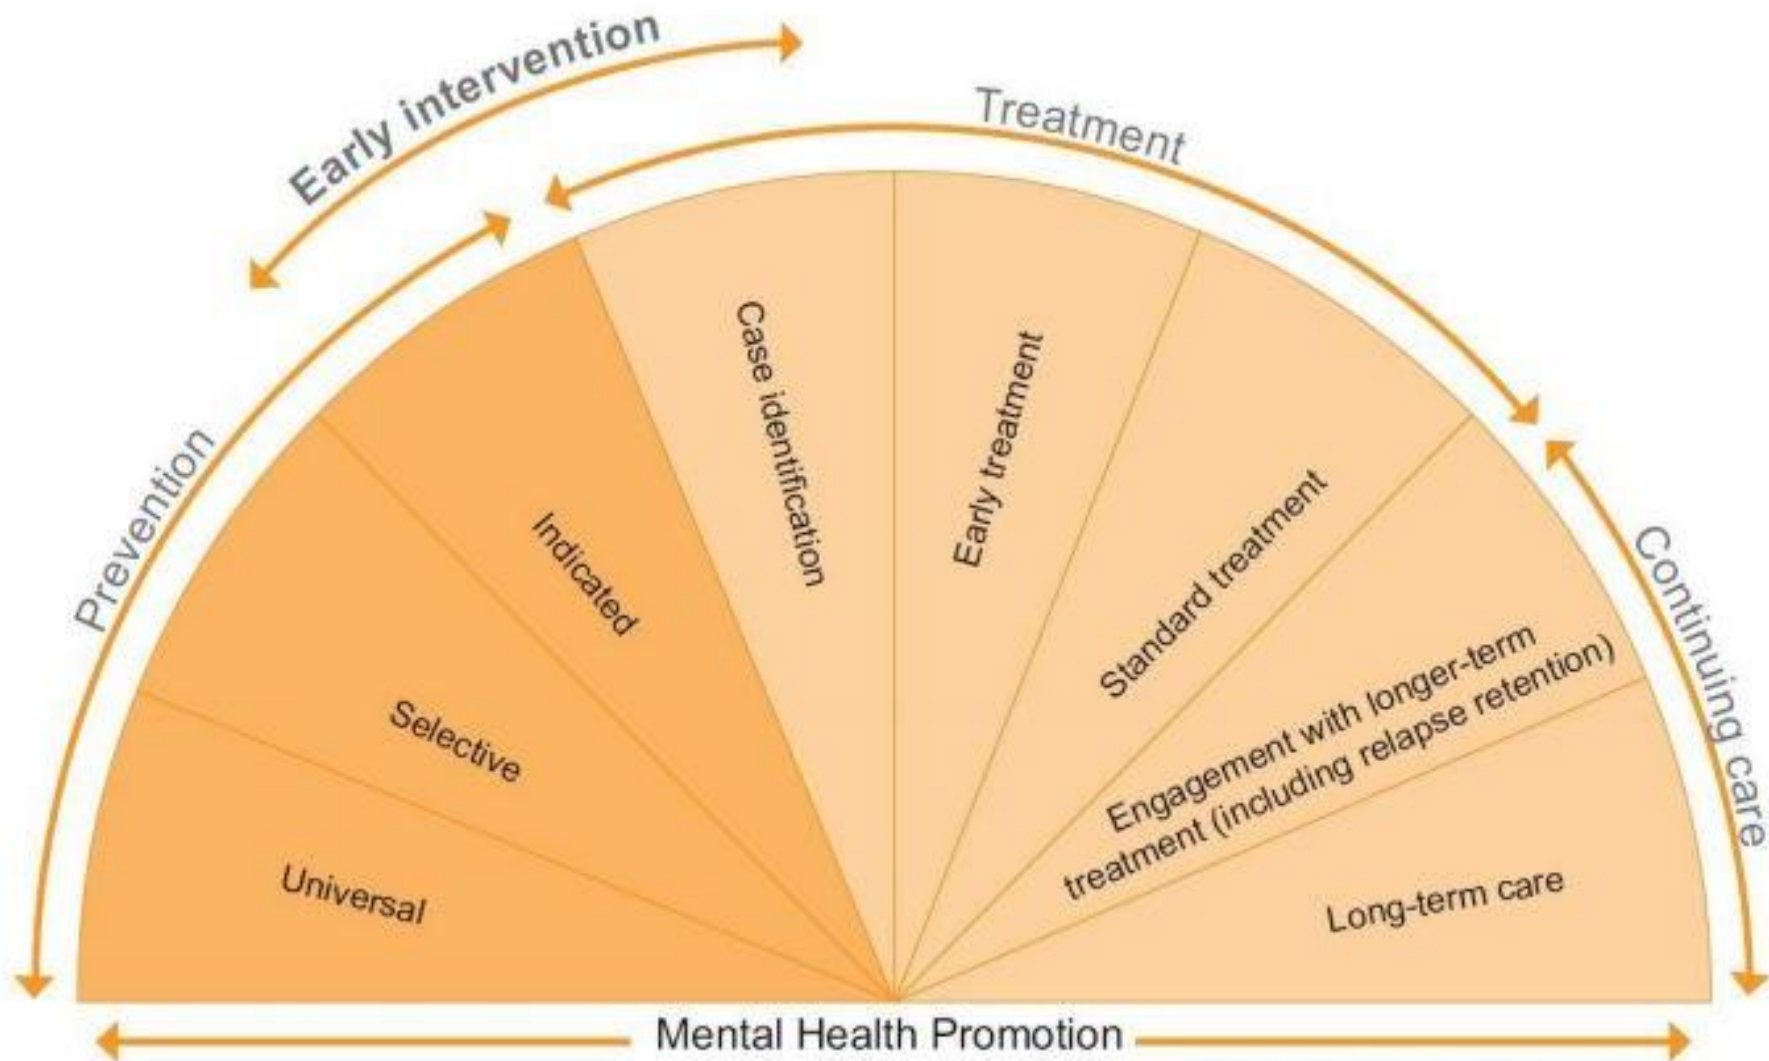 Early intervention
Treatment
Prevention
Continuing care
Universal
Selective
Indicated
Case identification
Early treatment
Standard treatment
Engagement with longer-term
treatment (including relapse retention)
Long-term care
Mental Health Promotion